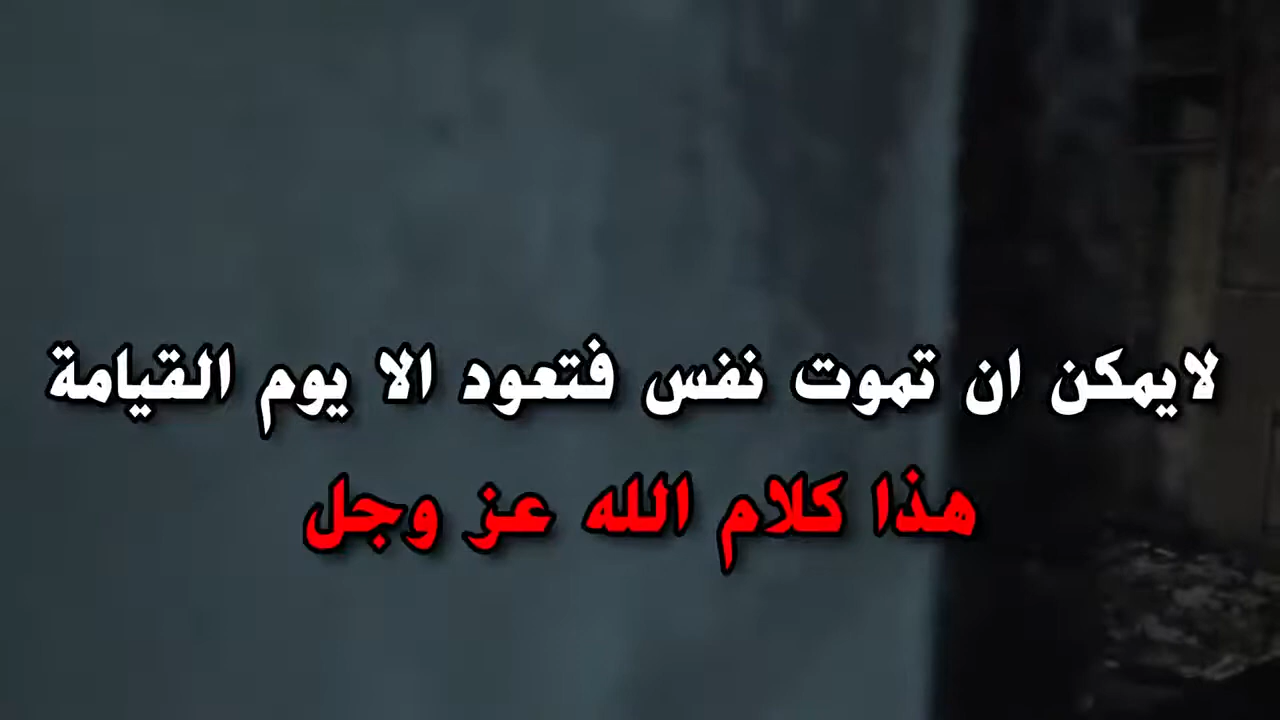 لايمكن ان تموت نفس فتعود الا يوم القيامة
هذا كلام الله عز وجل